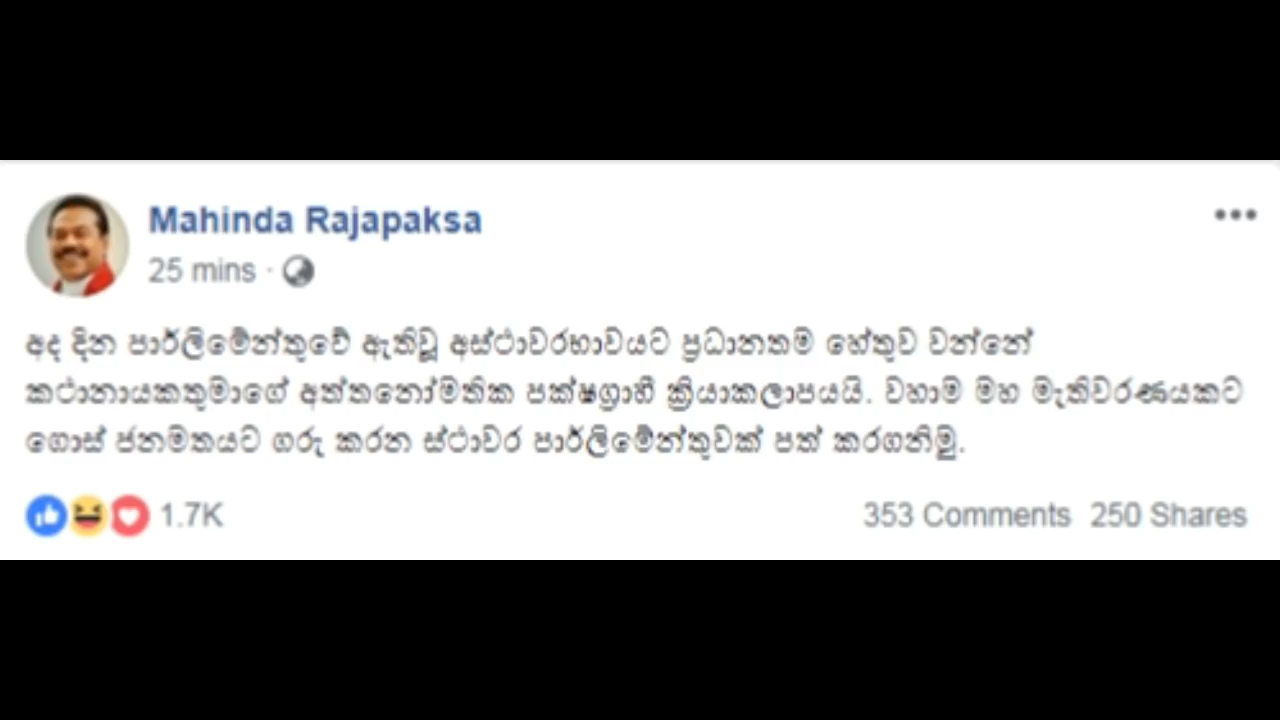 Mahinda Rajapaksa
25 mins ·
අද දින පාර්ලිමේන්තුවේ ඇතිවූ අස්ථාවරභාවයට ප්‍රධානතම හේතුව වන්නේ
කථානායකතුමාගේ අත්තනෝමතික පක්ෂග්‍රාහී ක්‍රියාකලාපයයි. වහාම මහ මැතිවරණයකට
ගොස් ජනමතයට ගරු කරන ස්ථාවර පාර්ලිමේන්තුවක් පත් කරගනිමු.
1.7K 353 Comments 250 Shares